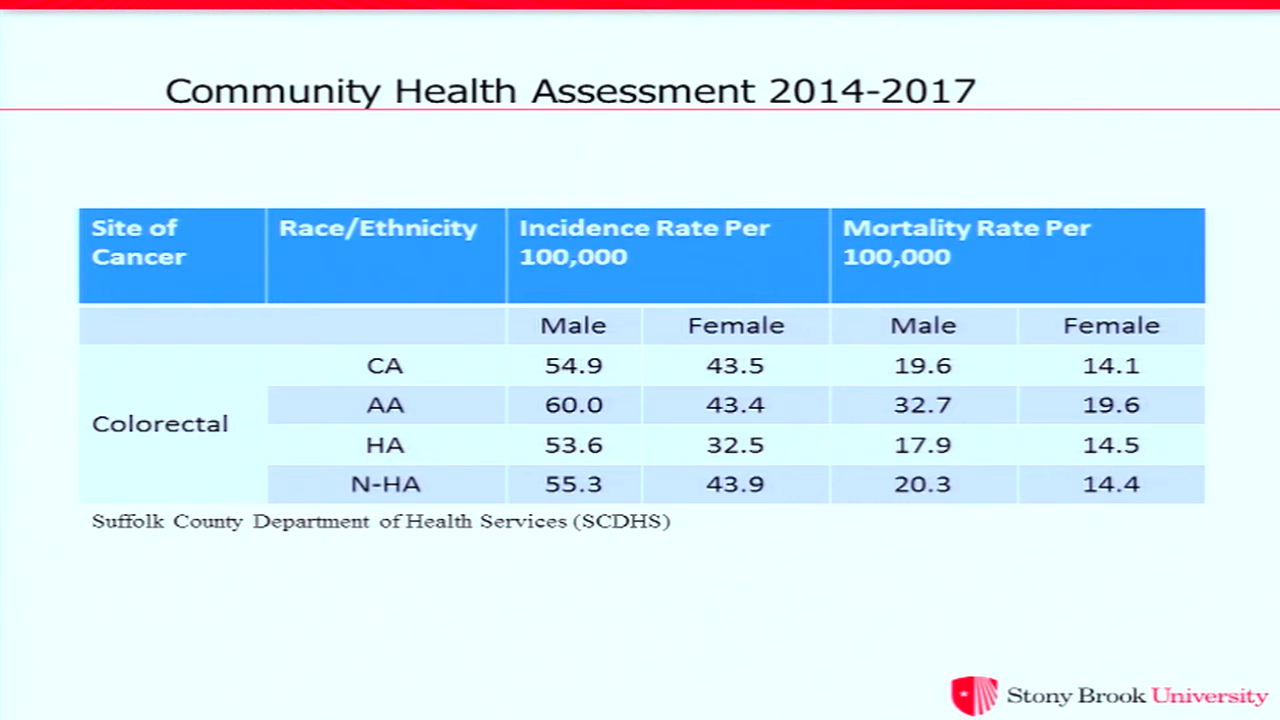 Community Health Assessment 2014-2017
Site of Cancer Race/Ethnicity Incidence Rate Per 100,000 Mortality Rate Per 100,000
Male Female Male Female
Colorectal
CA 54.9 43.5 19.6 14.1
AA 60.0 43.4 32.7 19.6
HA 53.6 32.5 17.9 14.5
N-HA 55.3 43.9 20.3 14.4
Suffolk County Department of Health Services (SCDHS)
Stony Brook University